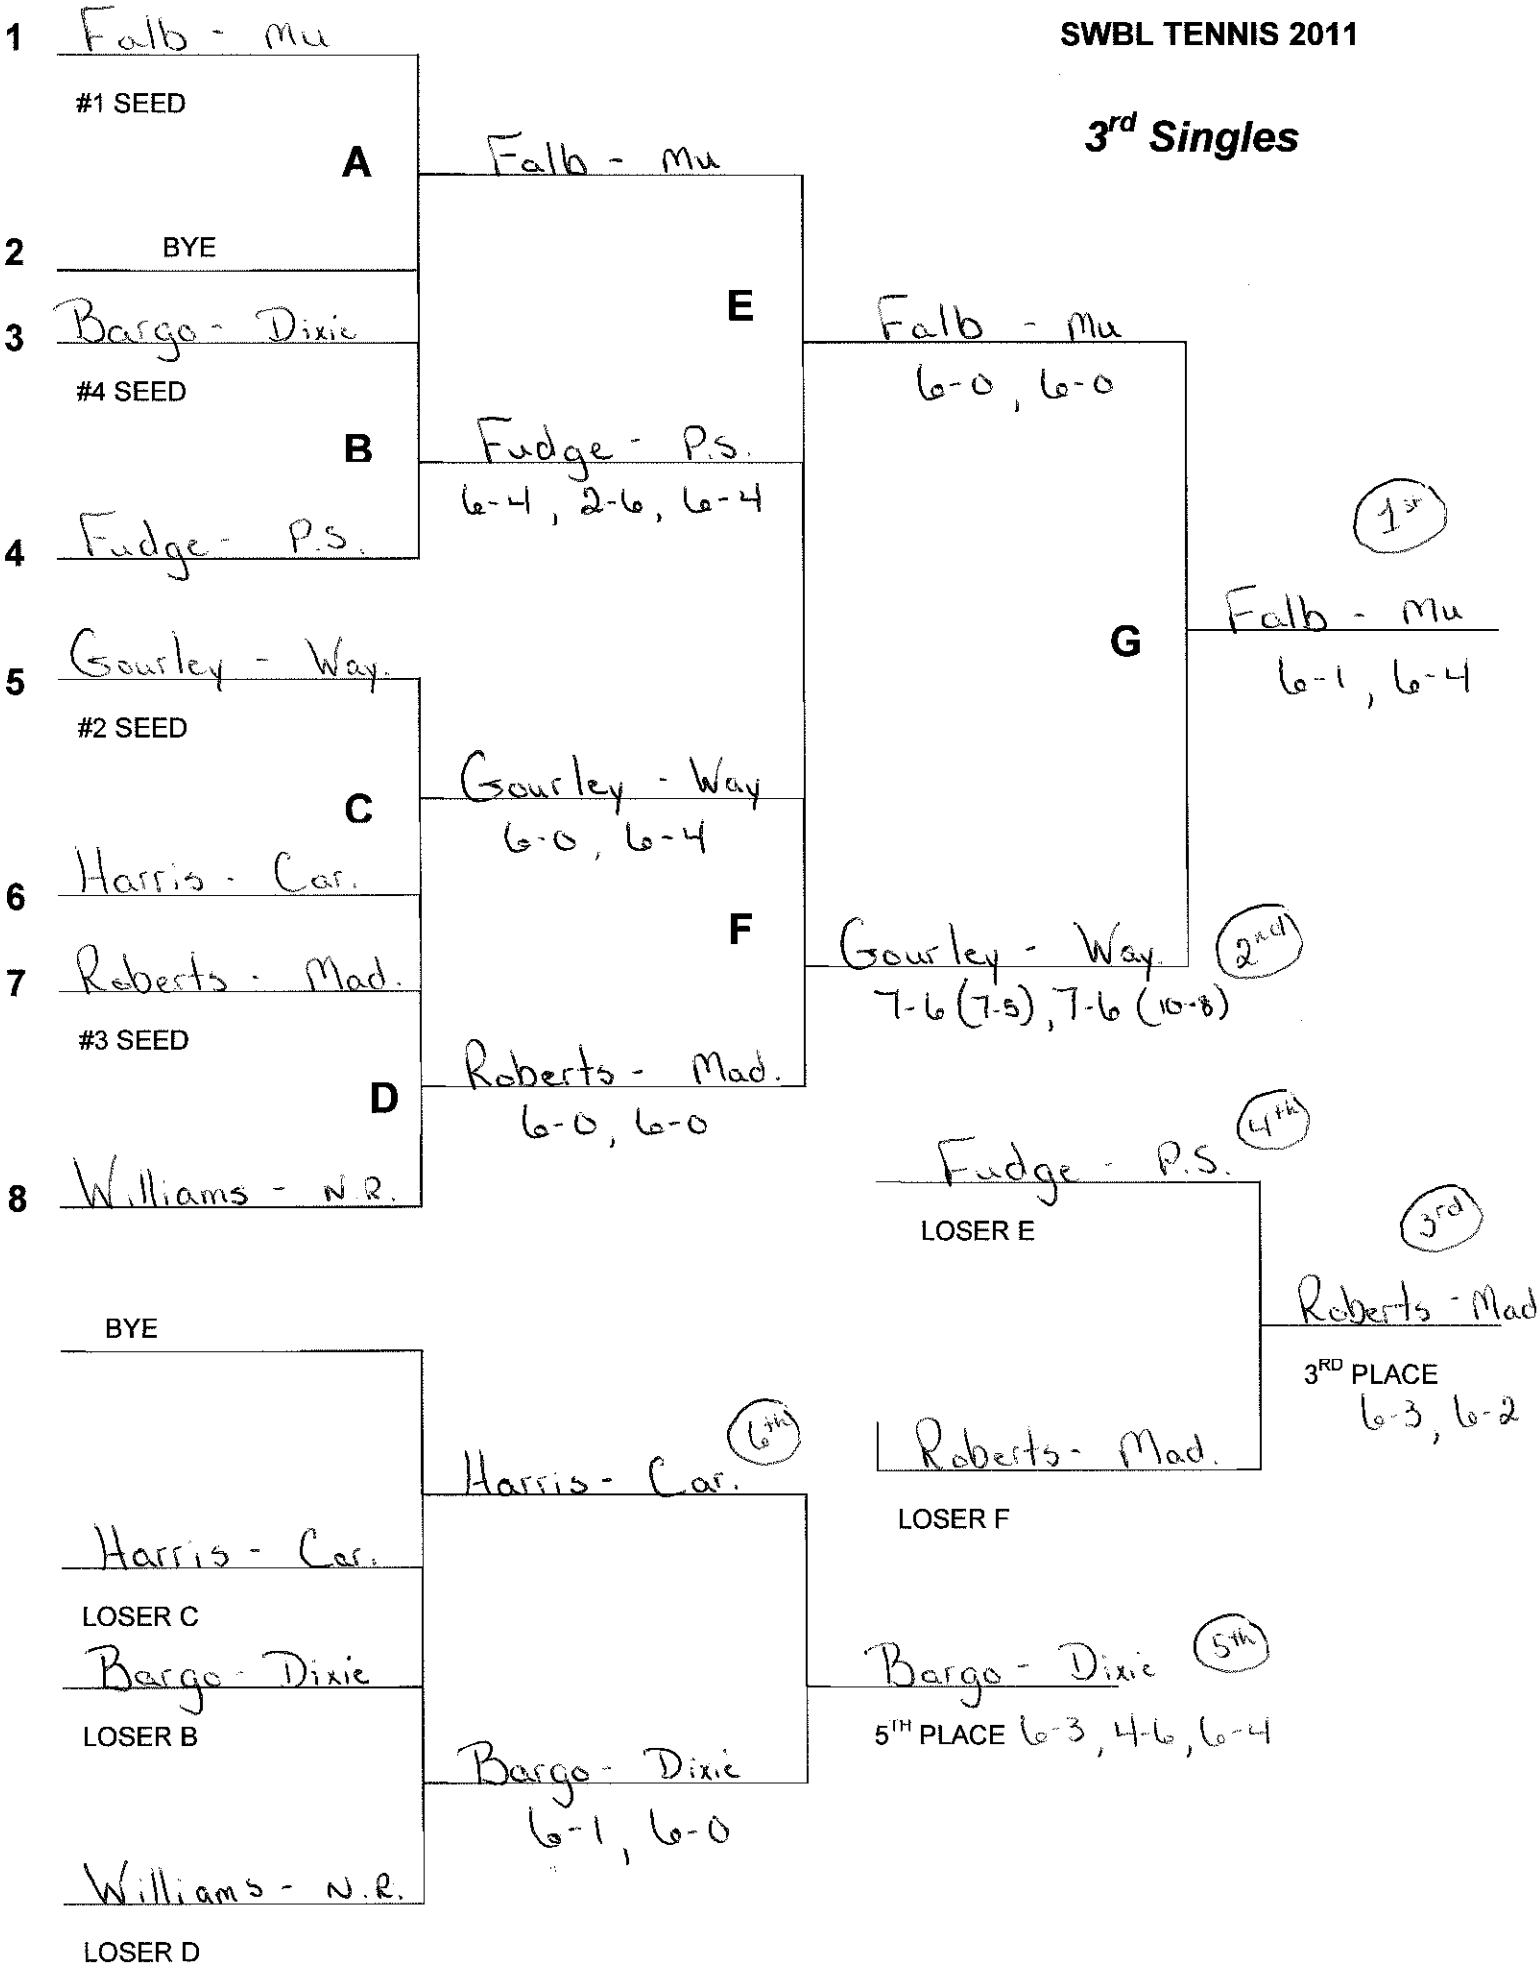 SWBL TENNIS 2011
3rd Singles
1 Falb - Mu
#1 SEED
A
Falb - Mu
2 BYE
3 Bargo - Dixie
#4 SEED
B
Fudge - P.S.
6-4, 2-6, 6-4
4 Fudge - P.S.
E
Falb - Mu
6-0, 6-0
5 Gourley - Way.
#2 SEED
C
Gourley - Way
6-0, 6-4
6 Harris - Car.
7 Roberts - Mad.
#3 SEED
D
Roberts - Mad.
6-0, 6-0
8 Williams - N.R.
F
Gourley - Way. 2nd
7-6 (7-5), 7-6 (10-8)
G
1st
Falb - Mu
6-1, 6-4
Fudge - P.S. 4th
LOSER E
Roberts - Mad.
LOSER F
3rd
Roberts - Mad
3RD PLACE
6-3, 6-2
BYE
Harris - Car.
LOSER C
Harris - Car. 6th
Bargo - Dixie
LOSER B
Bargo - Dixie
6-1, 6-0
Williams - N.R.
LOSER D
Bargo - Dixie 5th
5TH PLACE 6-3, 4-6, 6-4